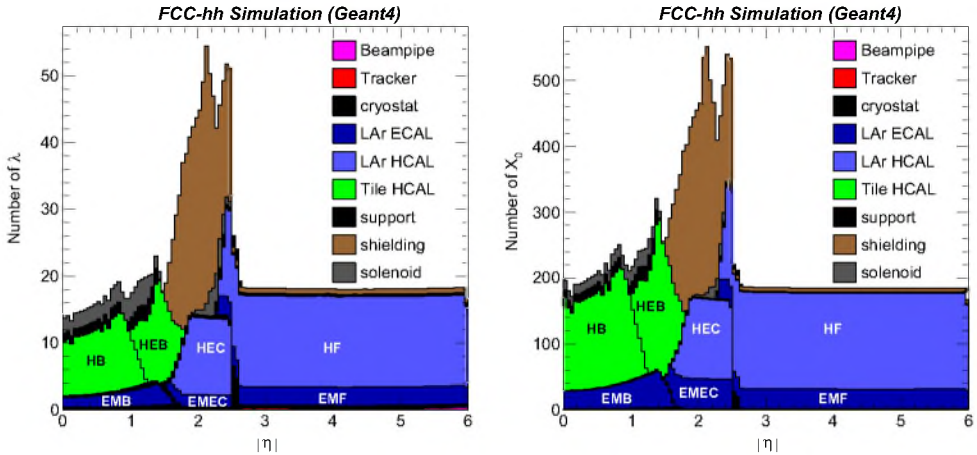 FCC-hh Simulation (Geant4)
Number of λ
50
40
30
20
10
0
Beampipe
Tracker
cryostat
LAr ECAL
LAr HCAL
Tile HCAL
support
shielding
solenoid
HB
HEB
HEC
HF
EMB
EMEC
EMF
0 1 2 3 4 5 6
|η|
FCC-hh Simulation (Geant4)
Number of X₀
500
400
300
200
100
0
Beampipe
Tracker
cryostat
LAr ECAL
LAr HCAL
Tile HCAL
support
shielding
solenoid
HB
HEB
HEC
HF
EMB
EMEC
EMF
0 1 2 3 4 5 6
|η|